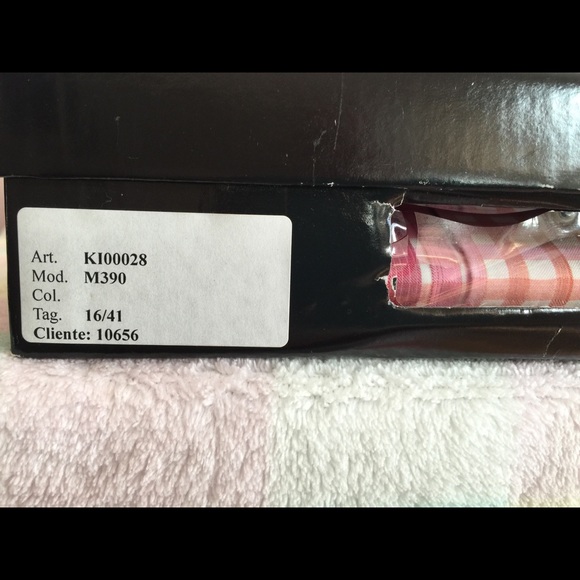 Art. KI00028
Mod. M390
Col.
Tag. 16/41
Cliente: 10656